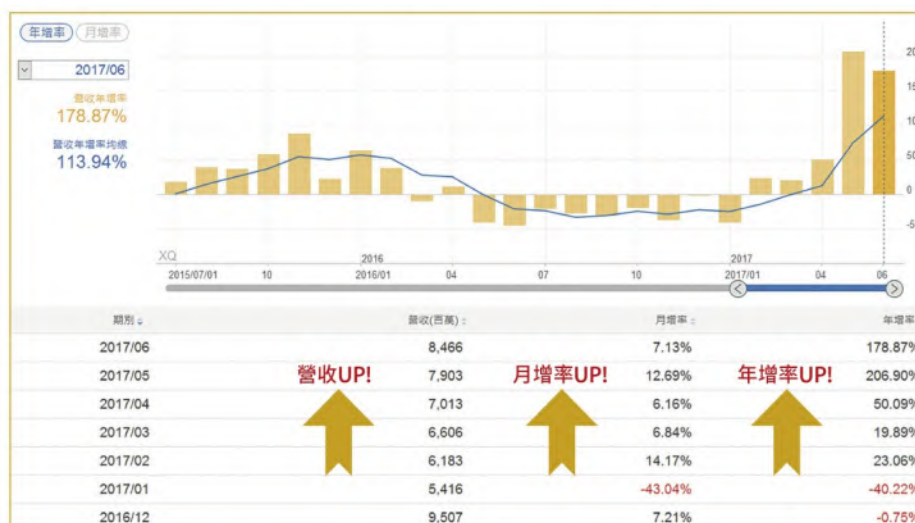 年增率 月增率
2017/06
營收年增率
178.87%
營收年增率均線
113.94%
50
0
XQ
2016 2017
2015/07/01 10 2016/01 04 07 10 2017/01 04 06
期別 營收(百萬) 月增率 年增率
2017/06 8,466 7.13% 178.87%
2017/05 7,903 12.69% 206.90%
營收UP! 月增率UP! 年增率UP!
2017/04 7,013 6.16% 50.09%
2017/03 6,606 6.84% 19.89%
2017/02 6,183 14.17% 23.06%
2017/01 5,416 -43.04% -40.22%
2016/12 9,507 7.21% -0.75%